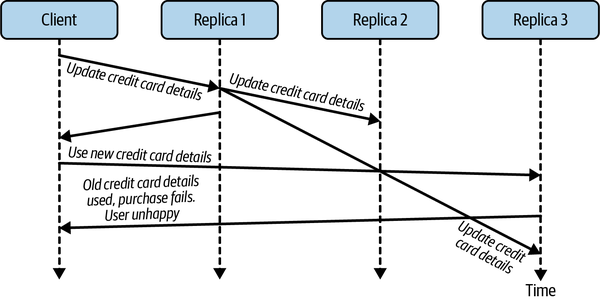 Client
Replica 1
Replica 2
Replica 3
Update credit card details
Update credit card details
Use new credit card details
Old credit card details
used, purchase fails.
User unhappy
Update credit
card details
Time